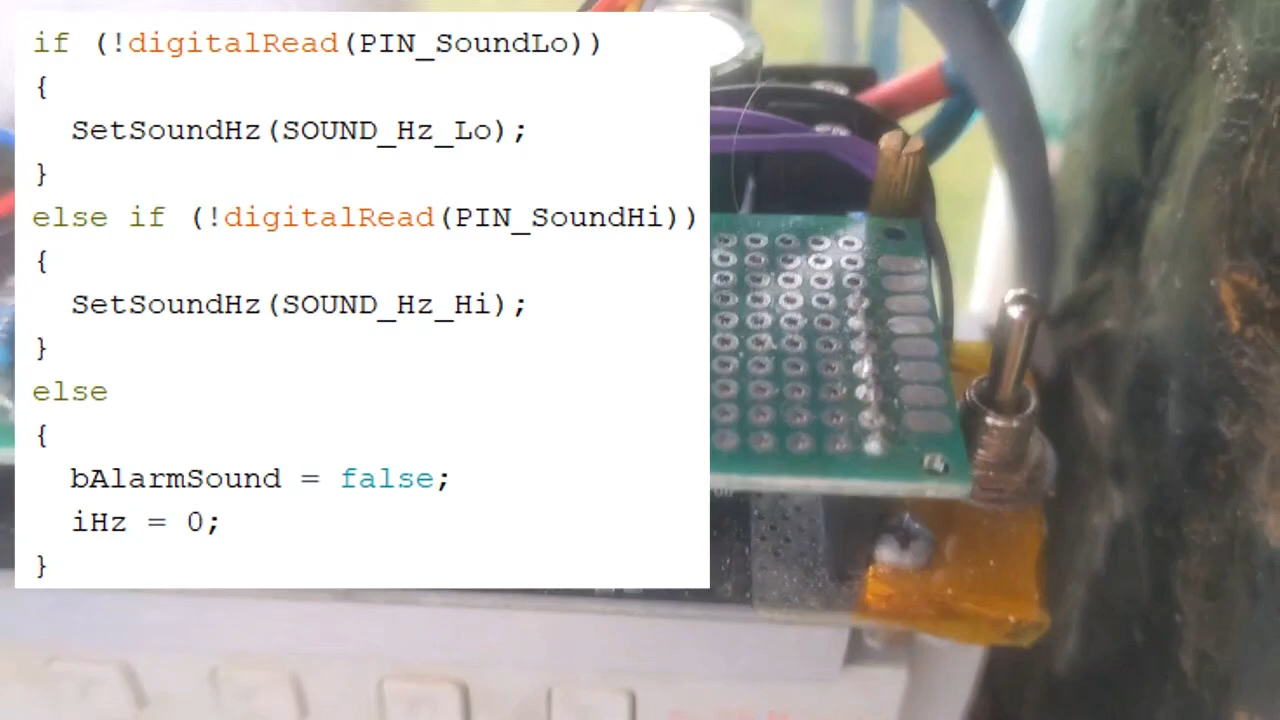 if (!digitalRead(PIN_SoundLo))
{
  SetSoundHz(SOUND_Hz_Lo);
}
else if (!digitalRead(PIN_SoundHi))
{
  SetSoundHz(SOUND_Hz_Hi);
}
else
{
  bAlarmSound = false;
  iHz = 0;
}